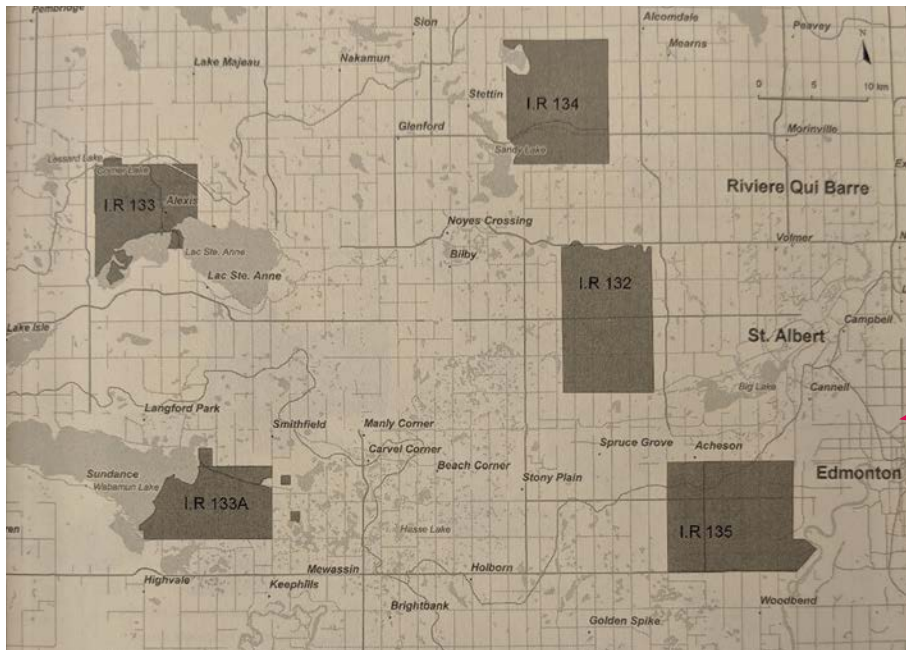 Pembridge
Sion
Alcomdale
Peavey
Mearns
N
Lake Majeau
Nakamun
0 5 10 km
Stettin
I.R 134
Glenford
Morinville
Sandy Lake
Lessard Lake
Corner Lake
Riviere Qui Barre
I.R 133
Alexis
Noyes Crossing
Volmer
Bilby
Lac Ste. Anne
Lac Ste. Anne
I.R 132
Campbell
Lake Isle
St. Albert
Big Lake
Cannell
Langford Park
Smithfield
Manly Corner
Spruce Grove
Acheson
Carvel Corner
Beach Corner
Sundance
Stony Plain
Edmonton
Wabamun Lake
I.R 133A
Hasse Lake
I.R 135
Mewassin
Holborn
Highvale
Keephills
Brightbank
Woodbend
Golden Spike